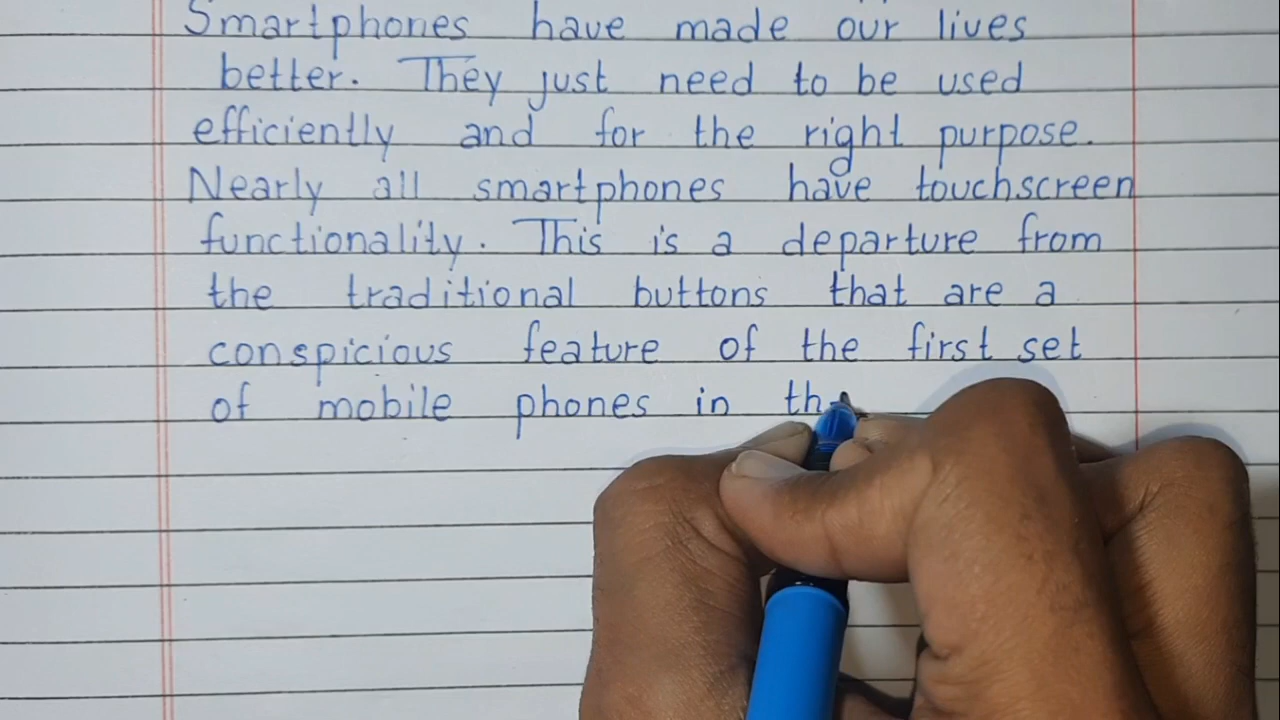 Smartphones have made our lives
better. They just need to be used
efficiently and for the right purpose.
Nearly all smartphones have touchscreen
functionality. This is a departure from
the traditional buttons that are a
conspicious feature of the first set
of mobile phones in th